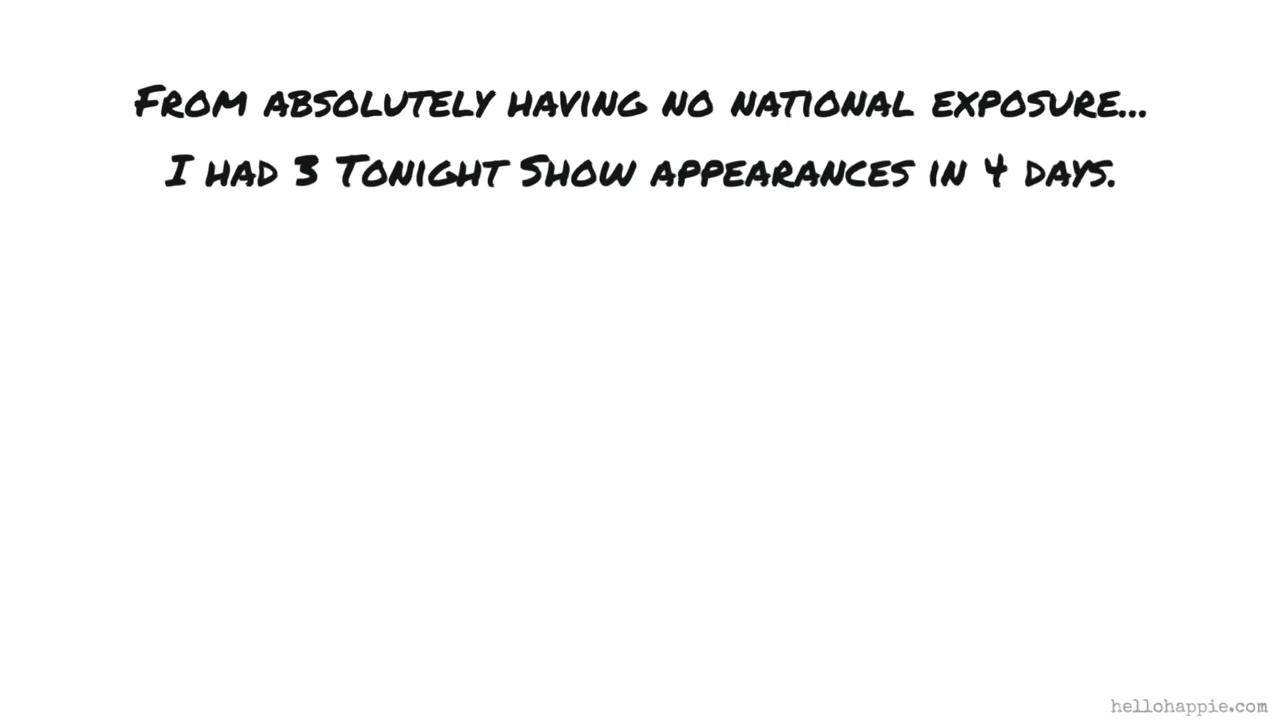 From absolutely having no national exposure...
I had 3 Tonight Show appearances in 4 days.
hellohappie.com